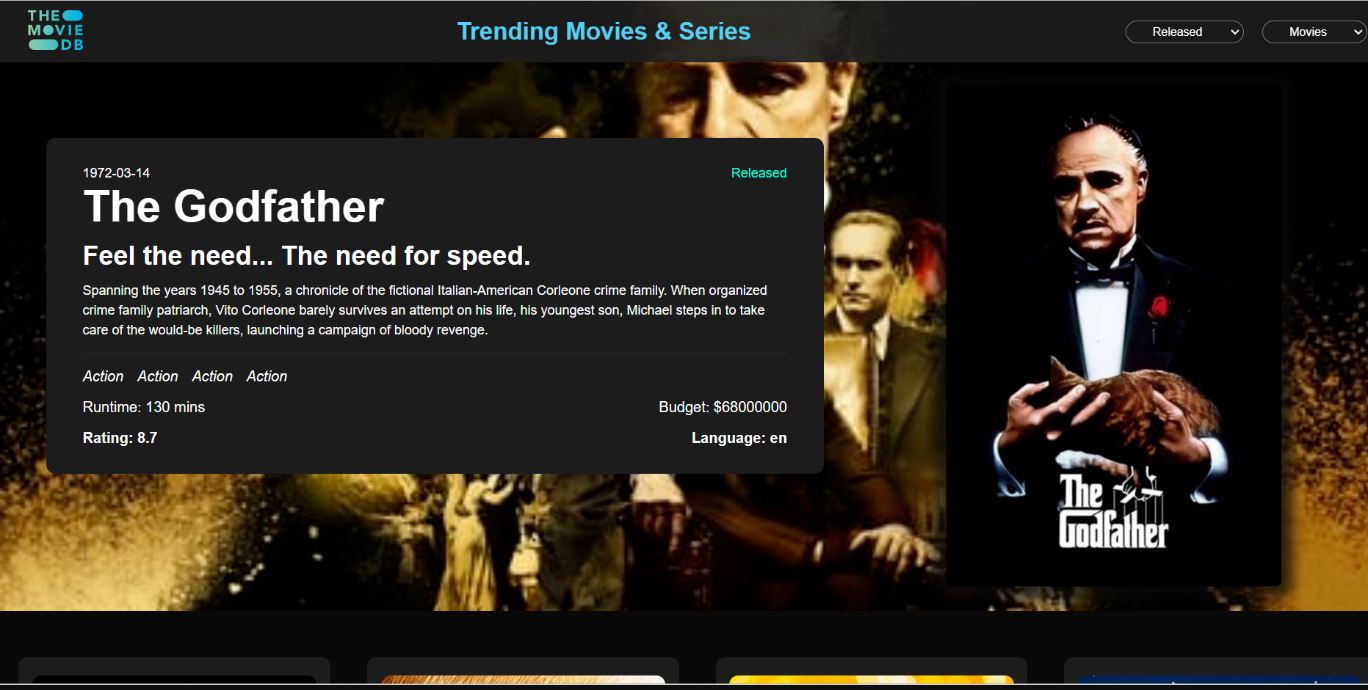 THE
MOVIE
DB
Trending Movies & Series
Released
Movies
1972-03-14
Released
The Godfather
Feel the need... The need for speed.
Spanning the years 1945 to 1955, a chronicle of the fictional Italian-American Corleone crime family. When organized
crime family patriarch, Vito Corleone barely survives an attempt on his life, his youngest son, Michael steps in to take
care of the would-be killers, launching a campaign of bloody revenge.
Action Action Action Action
Runtime: 130 mins
Budget: $68000000
Rating: 8.7
Language: en
The
Godfather